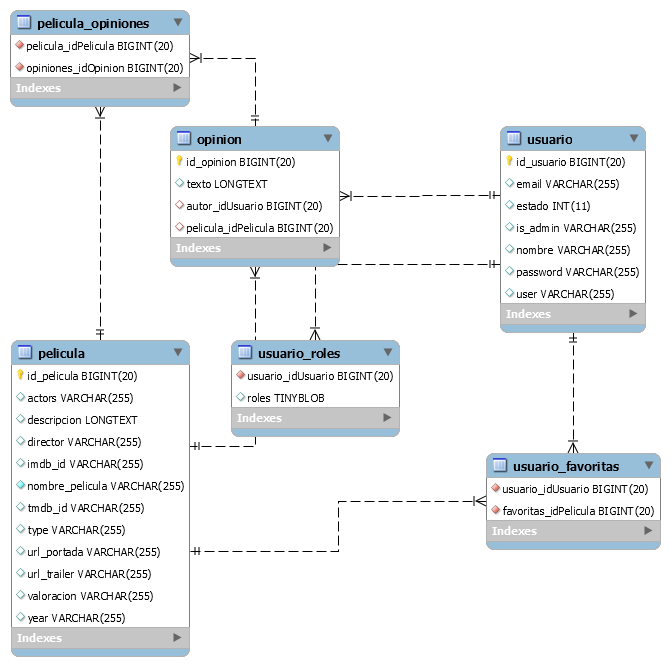 pelicula_opiniones
pelicula_idPelicula BIGINT(20)
opiniones_idOpinion BIGINT(20)
Indexes
opinion
id_opinion BIGINT(20)
texto LONGTEXT
autor_idUsuario BIGINT(20)
pelicula_idPelicula BIGINT(20)
Indexes
usuario
id_usuario BIGINT(20)
email VARCHAR(255)
estado INT(11)
is_admin VARCHAR(255)
nombre VARCHAR(255)
password VARCHAR(255)
user VARCHAR(255)
Indexes
pelicula
id_pelicula BIGINT(20)
actors VARCHAR(255)
descripcion LONGTEXT
director VARCHAR(255)
imdb_id VARCHAR(255)
nombre_pelicula VARCHAR(255)
tmdb_id VARCHAR(255)
type VARCHAR(255)
url_portada VARCHAR(255)
url_trailer VARCHAR(255)
valoracion VARCHAR(255)
year VARCHAR(255)
Indexes
usuario_roles
usuario_idUsuario BIGINT(20)
roles TINYBLOB
Indexes
usuario_favoritas
usuario_idUsuario BIGINT(20)
favoritas_idPelicula BIGINT(20)
Indexes